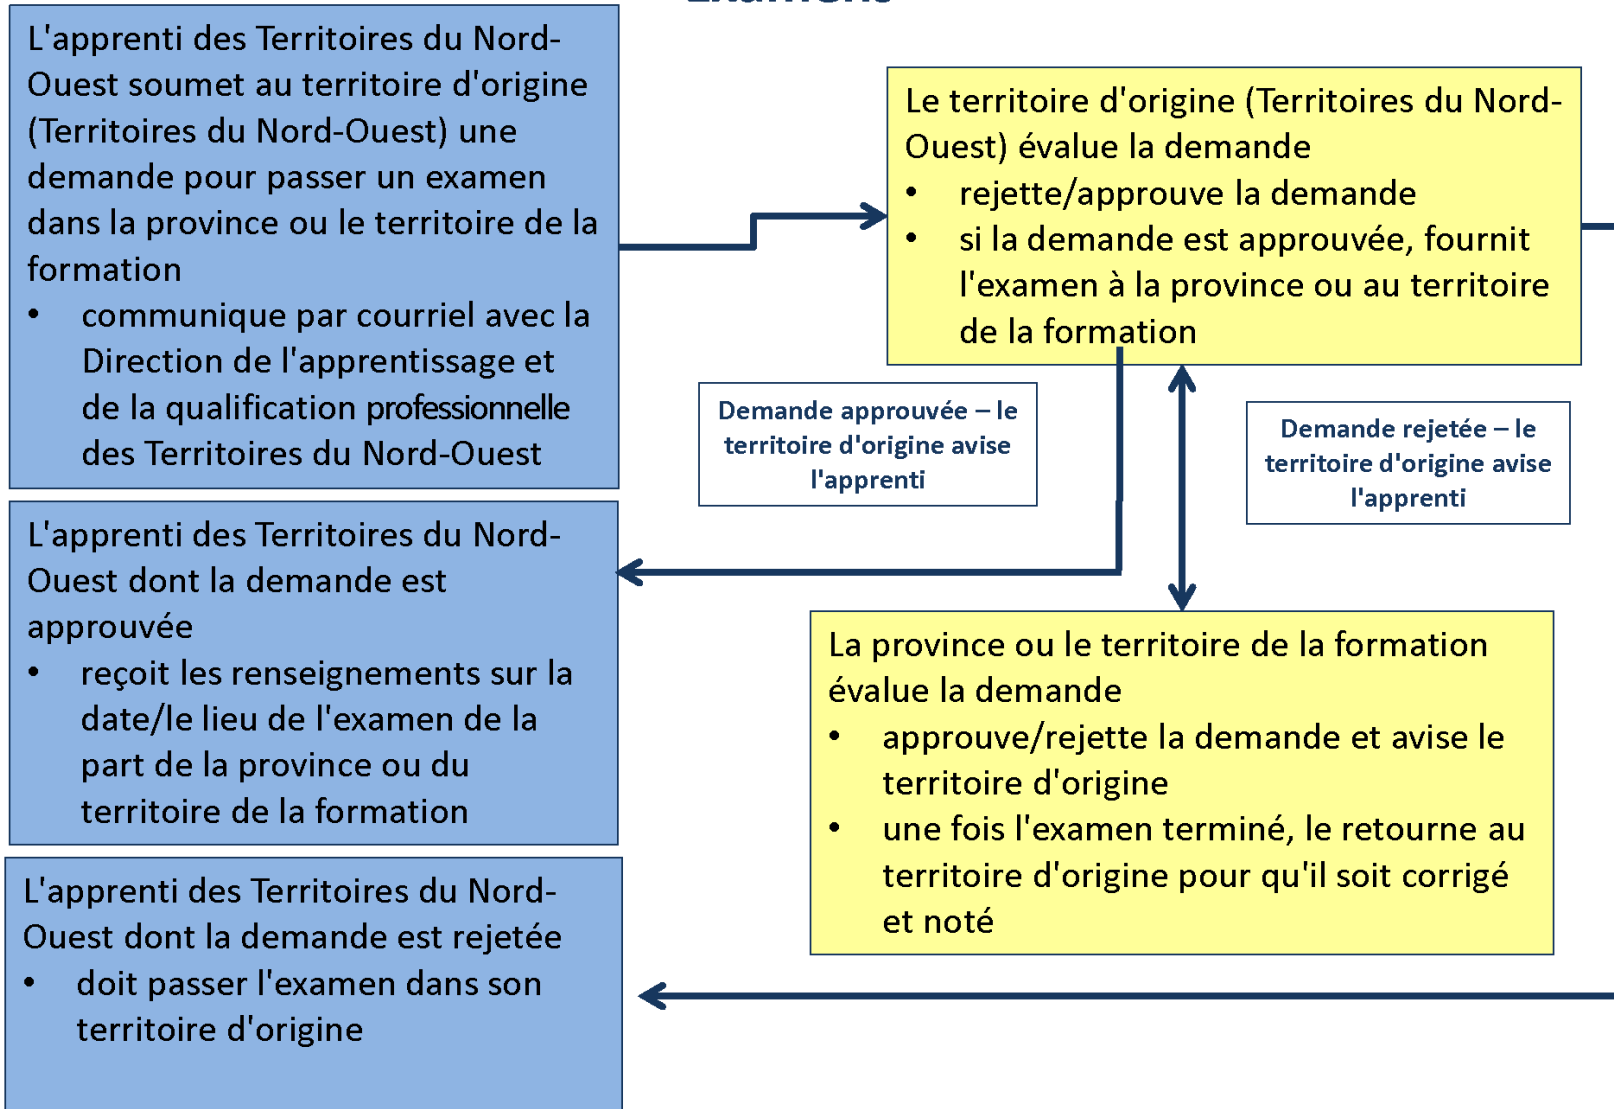 L'apprenti des Territoires du Nord-
Ouest soumet au territoire d'origine
(Territoires du Nord-Ouest) une
demande pour passer un examen
dans la province ou le territoire de la
formation
• communique par courriel avec la
Direction de l'apprentissage et
de la qualification professionnelle
des Territoires du Nord-Ouest
Le territoire d'origine (Territoires du Nord-
Ouest) évalue la demande
• rejette/approuve la demande
• si la demande est approuvée, fournit
l'examen à la province ou au territoire
de la formation
Demande approuvée – le
territoire d'origine avise
l'apprenti
Demande rejetée – le
territoire d'origine avise
l'apprenti
L'apprenti des Territoires du Nord-
Ouest dont la demande est
approuvée
• reçoit les renseignements sur la
date/le lieu de l'examen de la
part de la province ou du
territoire de la formation
La province ou le territoire de la formation
évalue la demande
• approuve/rejette la demande et avise le
territoire d'origine
• une fois l'examen terminé, le retourne au
territoire d'origine pour qu'il soit corrigé
et noté
L'apprenti des Territoires du Nord-
Ouest dont la demande est rejetée
• doit passer l'examen dans son
territoire d'origine